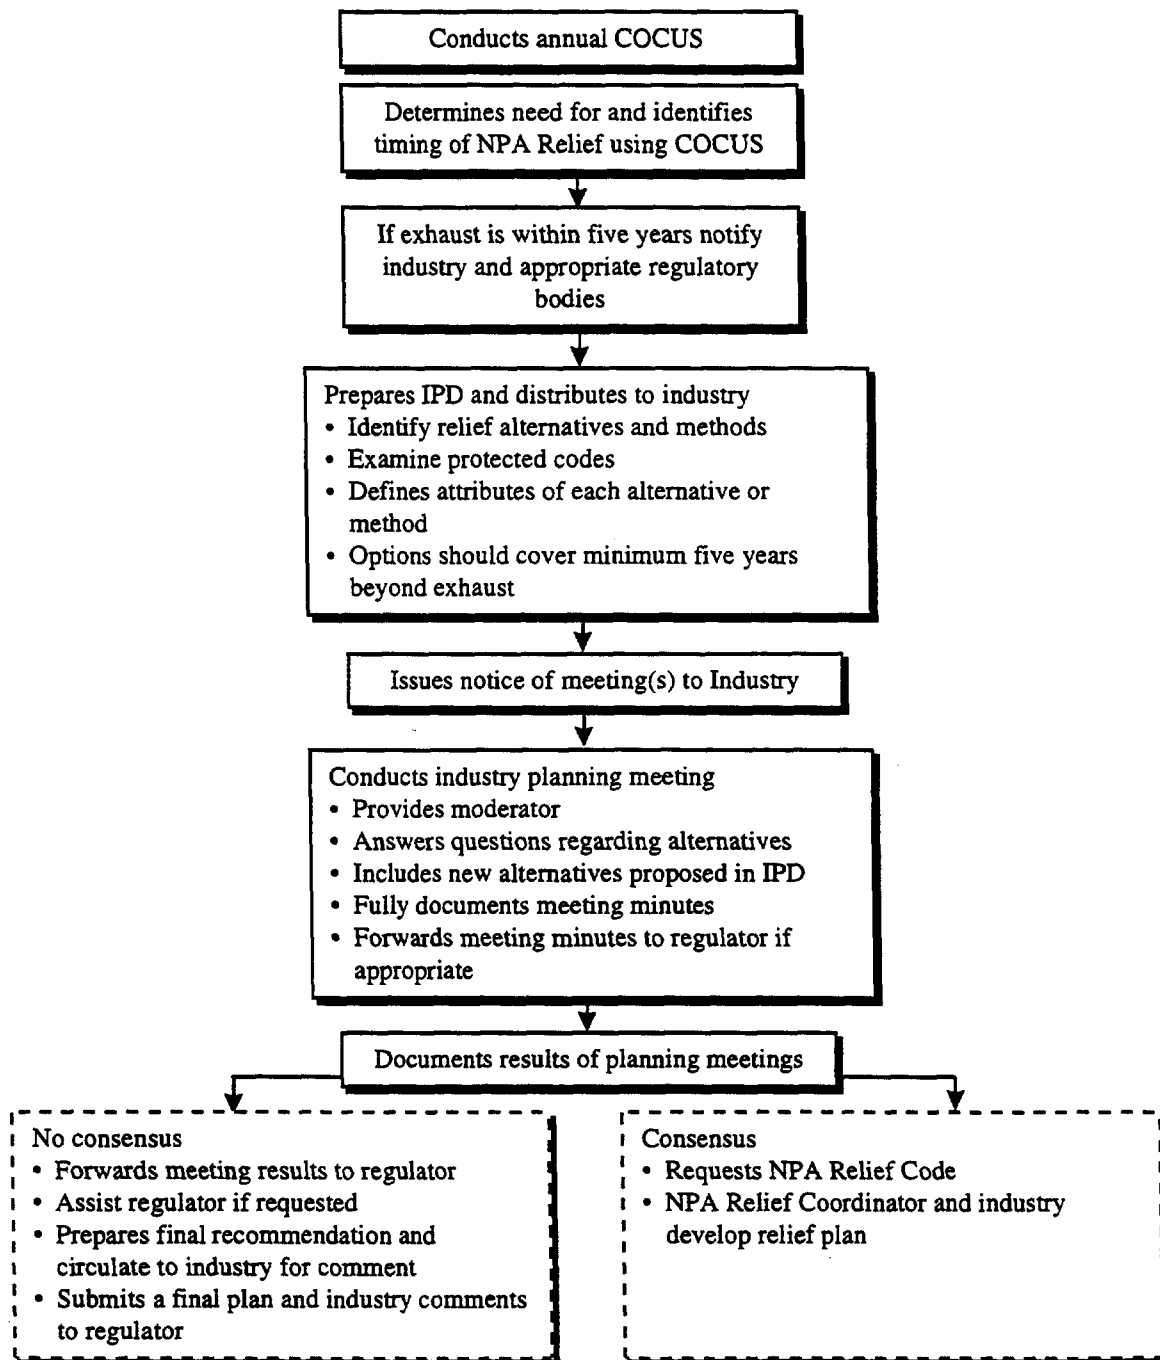 Conducts annual COCUS
Determines need for and identifies
timing of NPA Relief using COCUS
If exhaust is within five years notify
industry and appropriate regulatory
bodies
Prepares IPD and distributes to industry
• Identify relief alternatives and methods
• Examine protected codes
• Defines attributes of each alternative or
method
• Options should cover minimum five years
beyond exhaust
Issues notice of meeting(s) to Industry
Conducts industry planning meeting
• Provides moderator
• Answers questions regarding alternatives
• Includes new alternatives proposed in IPD
• Fully documents meeting minutes
• Forwards meeting minutes to regulator if
appropriate
Documents results of planning meetings
No consensus
• Forwards meeting results to regulator
• Assist regulator if requested
• Prepares final recommendation and
circulate to industry for comment
• Submits a final plan and industry comments
to regulator
Consensus
• Requests NPA Relief Code
• NPA Relief Coordinator and industry
develop relief plan